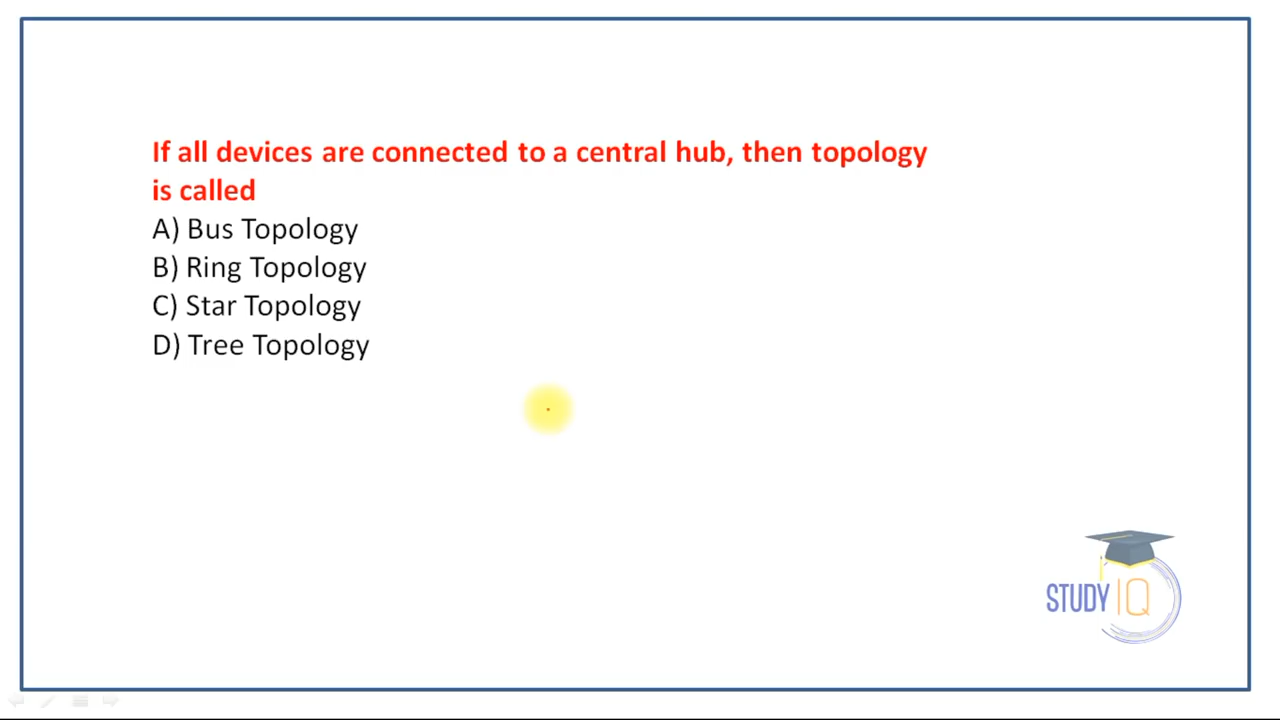 If all devices are connected to a central hub, then topology
is called
A) Bus Topology
B) Ring Topology
C) Star Topology
D) Tree Topology
STUDY IQ